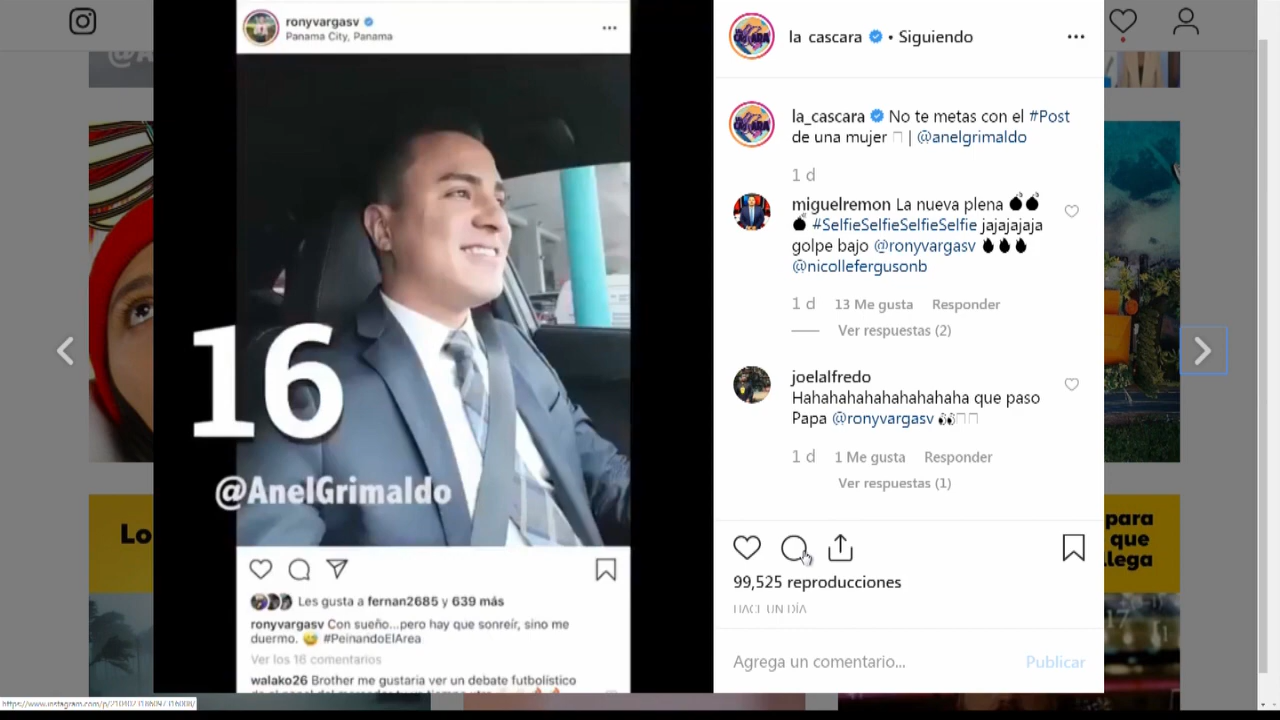 ronyvargasv
Panama City, Panama
16
@AnelGrimaldo
Les gusta a fernan2685 y 639 más
ronyvargasv Con sueño...pero hay que sonreír, sino me
duermo. 😅 #PeinandoElArea
Ver los 16 comentarios
walako26 Brother me gustaria ver un debate futbolístico
la_cascara • Siguiendo
la_cascara No te metas con el #Post
de una mujer | @anelgrimaldo
1 d
miguelremon La nueva plena 💣💣
💣 #SelfieSelfieSelfieSelfie jajajajaja
golpe bajo @ronyvargasv
@nicollefergusonb
1 d 13 Me gusta Responder
Ver respuestas (2)
joelalfredo
Hahahahahahahahahaha que paso
Papa @ronyvargasv 👀
1 d 1 Me gusta Responder
Ver respuestas (1)
99,525 reproducciones
HACE UN DÍA
Agrega un comentario... Publicar
Lo
para
que
llega
17